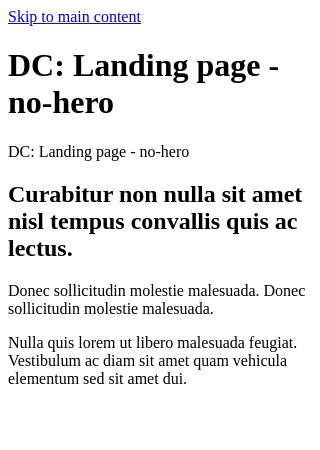 Skip to main content
DC: Landing page -
no-hero
DC: Landing page - no-hero
Curabitur non nulla sit amet
nisl tempus convallis quis ac
lectus.
Donec sollicitudin molestie malesuada. Donec
sollicitudin molestie malesuada.
Nulla quis lorem ut libero malesuada feugiat.
Vestibulum ac diam sit amet quam vehicula
elementum sed sit amet dui.